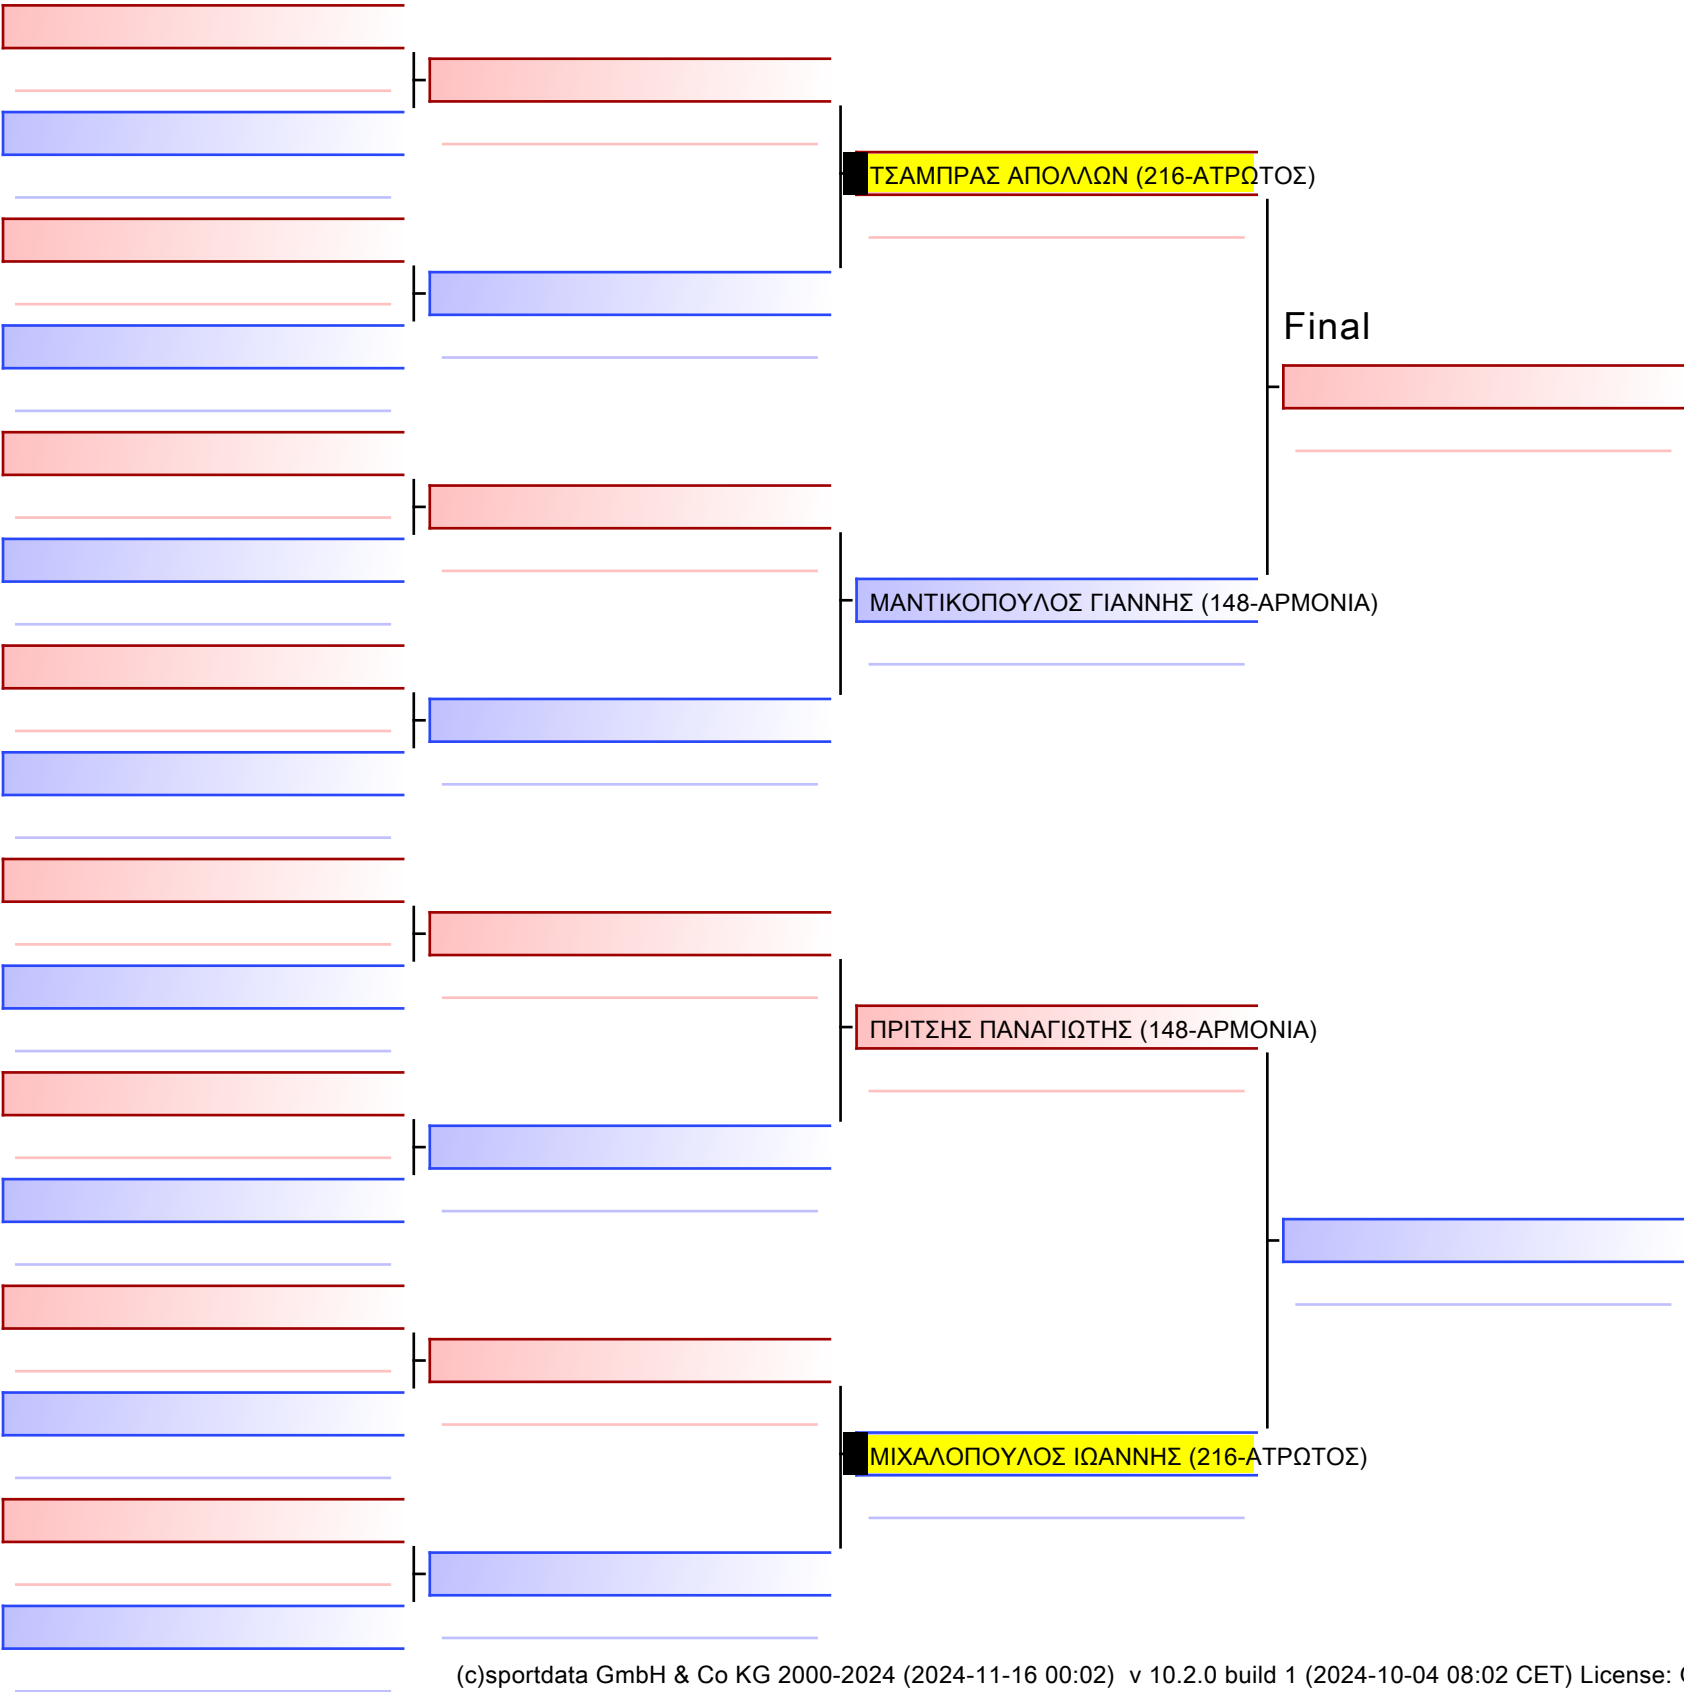 ΤΣΑΜΠΡΑΣ ΑΠΟΛΛΩΝ (216-ΑΤΡΩΤΟΣ)
Final
ΜΑΝΤΙΚΟΠΟΥΛΟΣ ΓΙΑΝΝΗΣ (148-ΑΡΜΟΝΙΑ)
ΠΡΙΤΣΗΣ ΠΑΝΑΓΙΩΤΗΣ (148-ΑΡΜΟΝΙΑ)
ΜΙΧΑΛΟΠΟΥΛΟΣ ΙΩΑΝΝΗΣ (216-ΑΤΡΩΤΟΣ)
(c)sportdata GmbH & Co KG 2000-2024 (2024-11-16 00:02) v 10.2.0 build 1 (2024-10-04 08:02 CET) License: